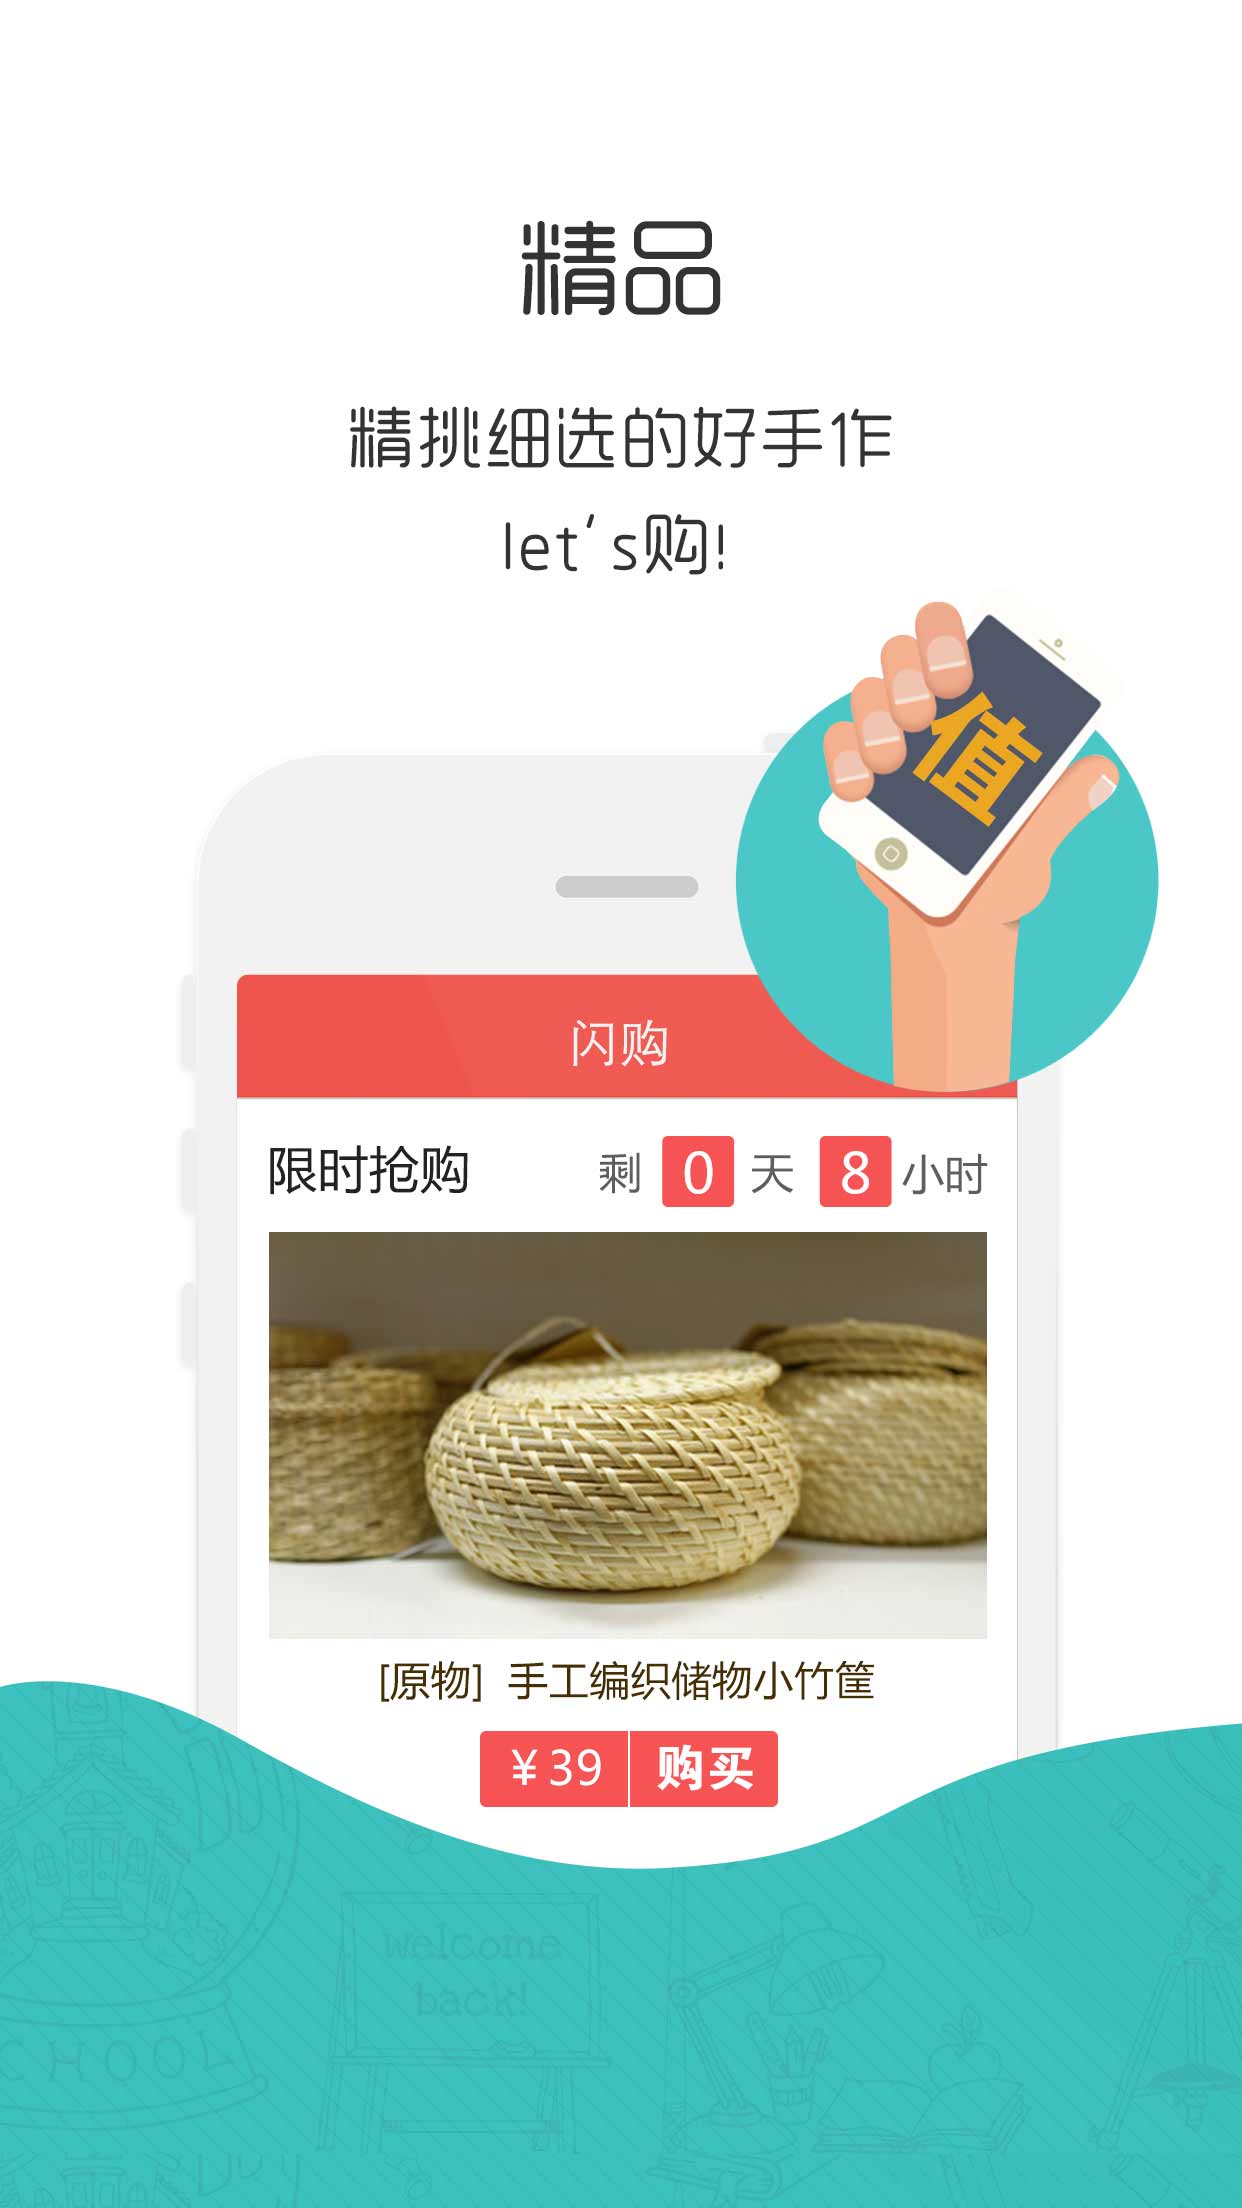 精品
精挑细选的好手作
let's购!
值
闪购
限时抢购 剩 0 天 8 小时
[原物] 手工编织储物小竹筐
￥39 购买
welcome
back!
SCHOOL